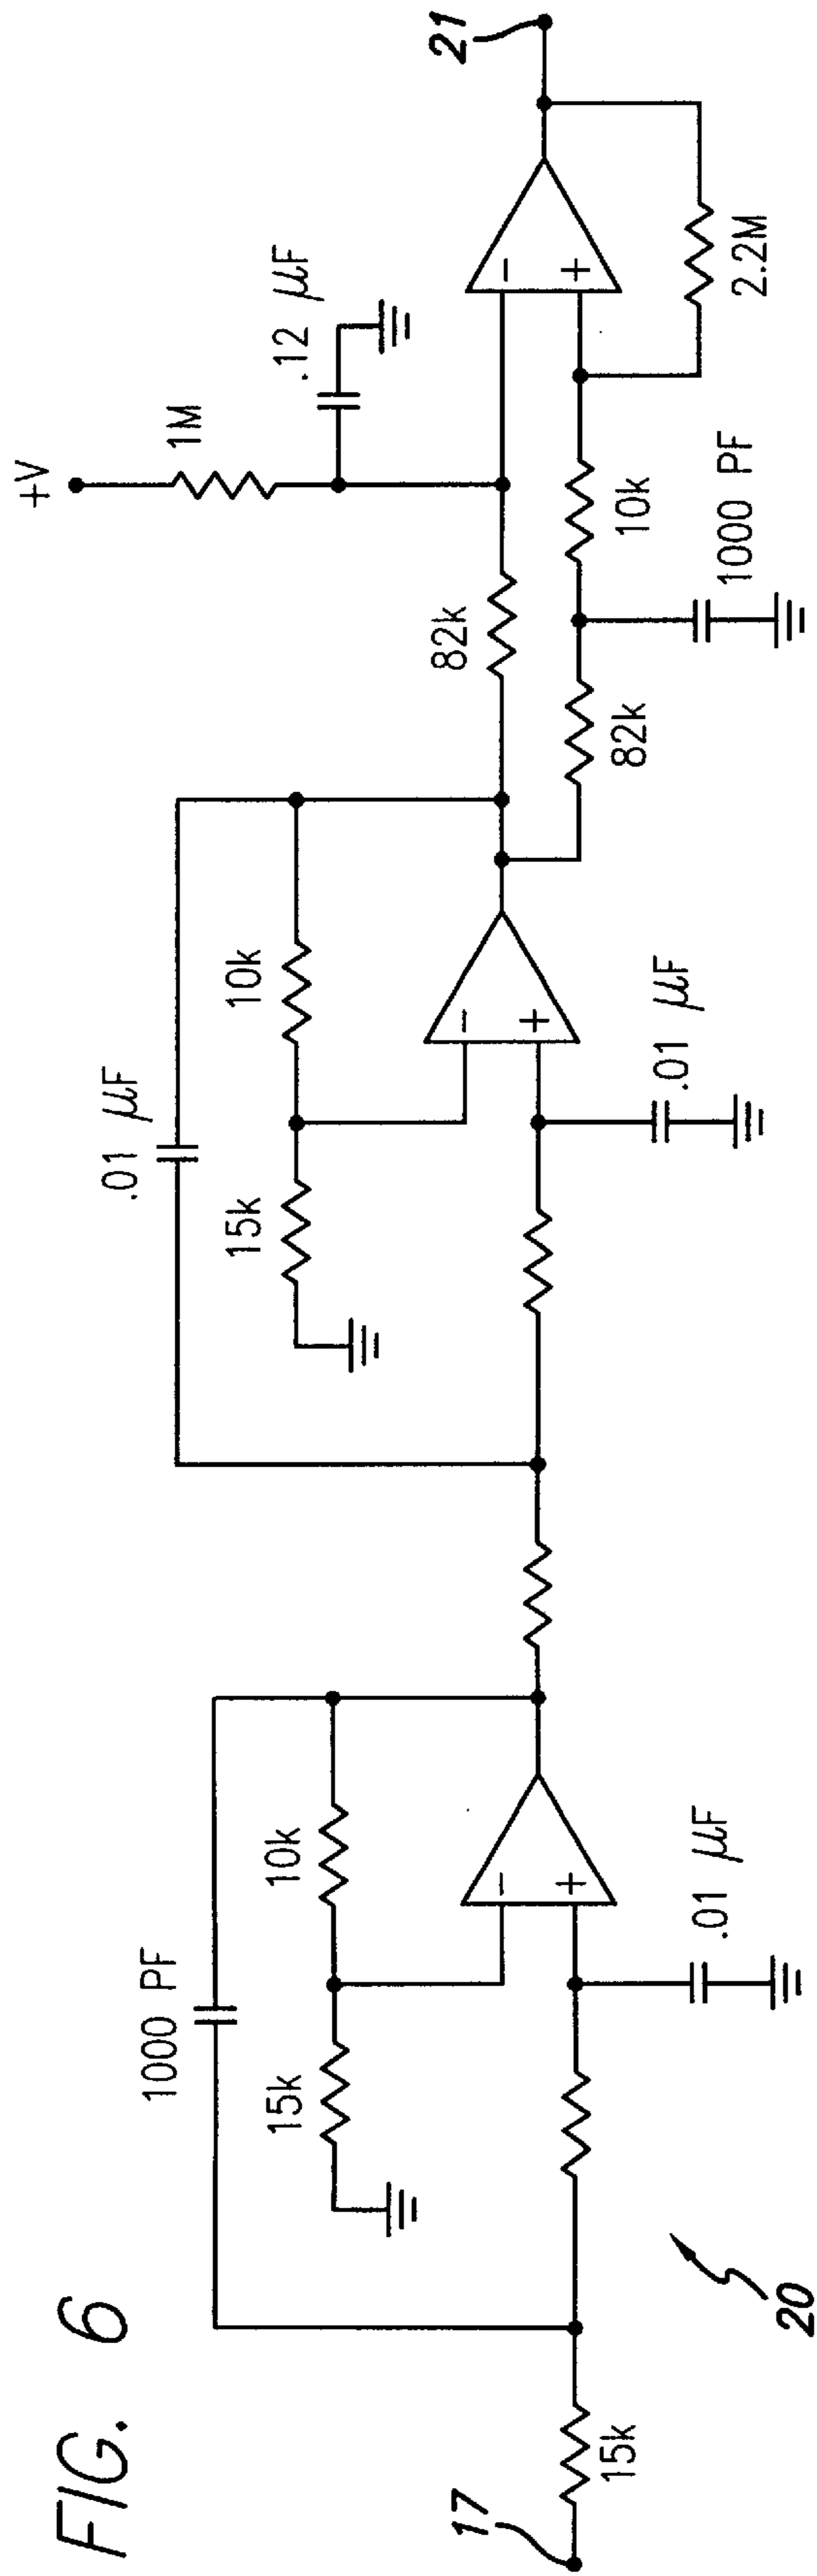 FIG. 6
17
15k
20
1000 PF
15k
10k
-
+
.01 μF
.01 μF
15k
10k
-
+
.01 μF
82k
82k
+V
1M
.12 μF
10k
1000 PF
-
+
2.2M
21